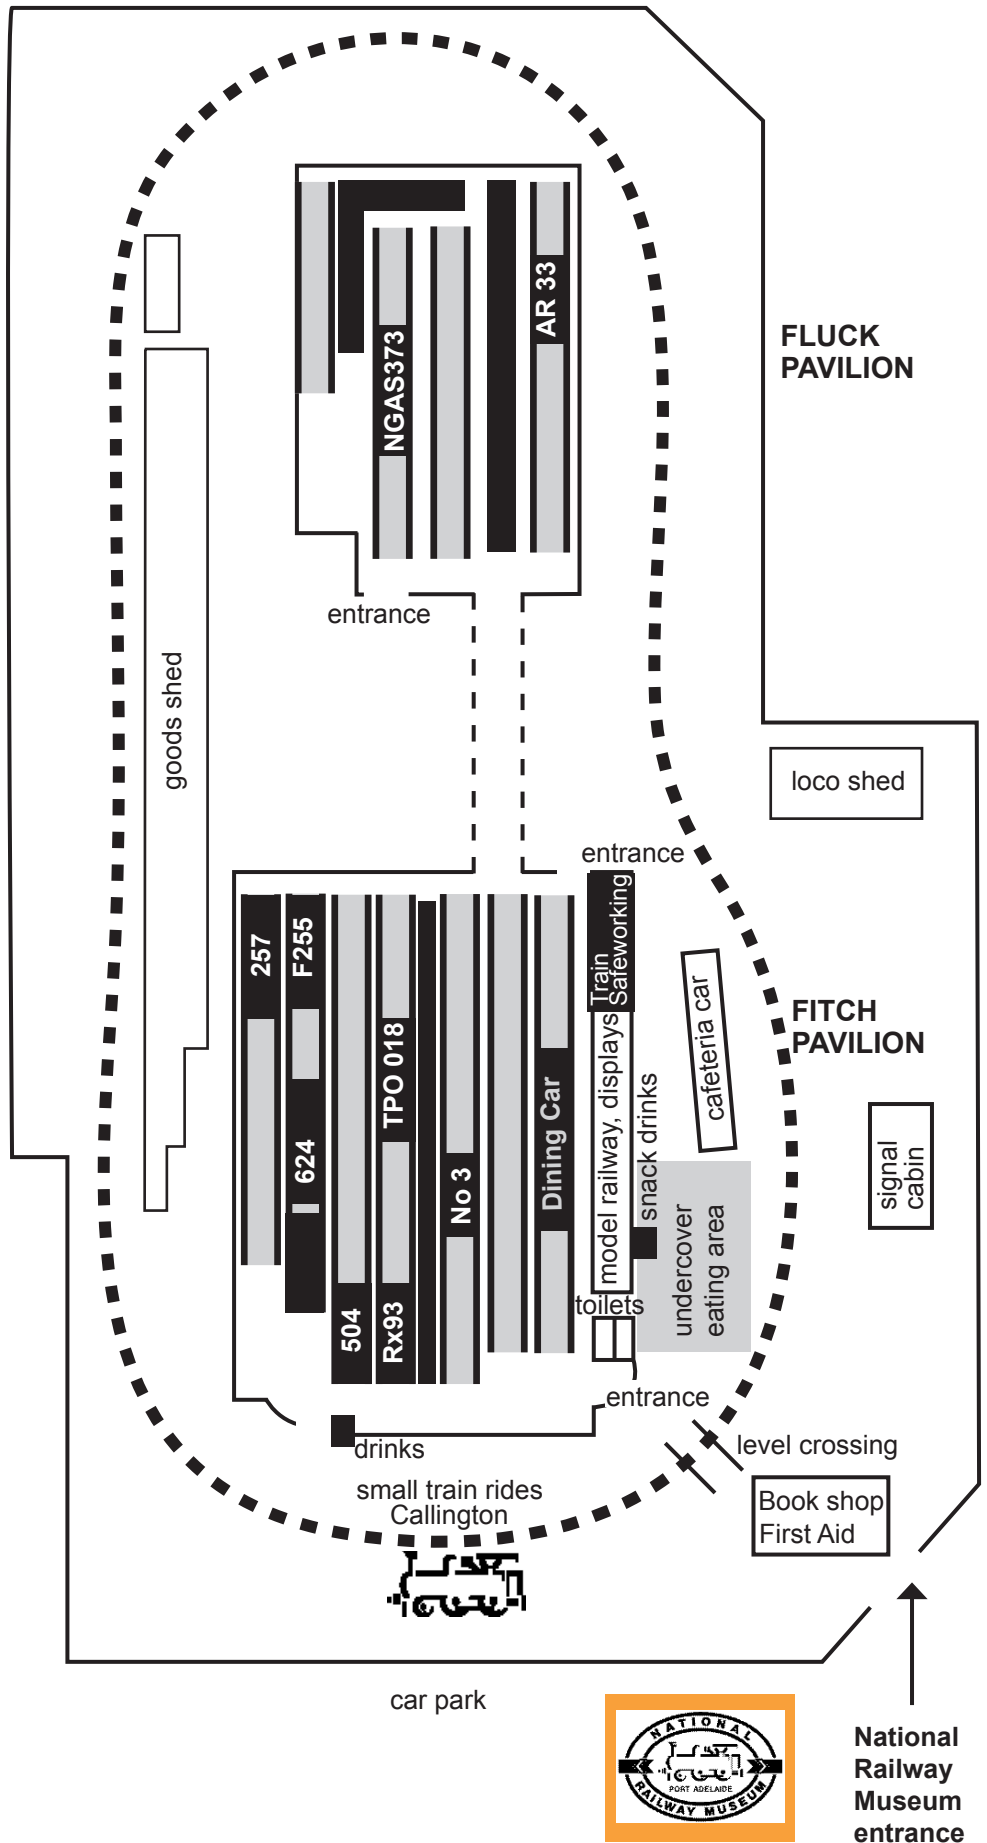 FLUCK
PAVILION
AR 33
NGAS373
entrance
goods shed
loco shed
entrance
257
F255
624
504
TPO 018
Rx93
No 3
Dining Car
Train
Safeworking
model railway, displays
snack drinks
cafeteria car
FITCH
PAVILION
signal
cabin
undercover
eating area
toilets
entrance
drinks
level crossing
small train rides
Callington
Book shop
First Aid
car park
NATIONAL
PORT ADELAIDE
RAILWAY MUSEUM
National
Railway
Museum
entrance